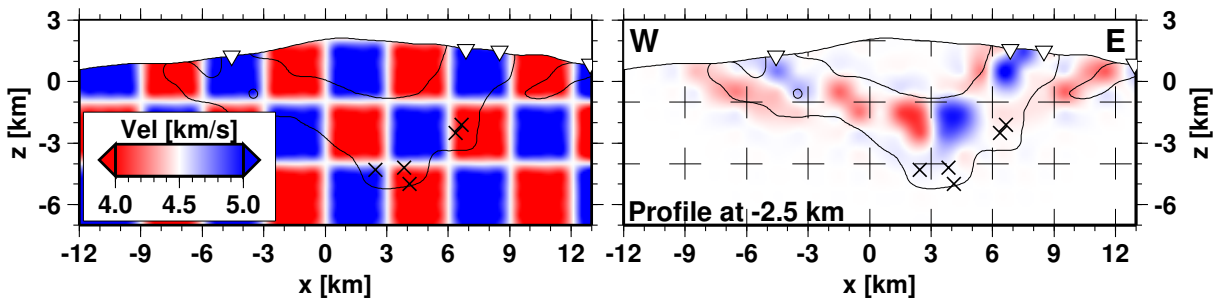 3
0
-3
-6
z [km]
Vel [km/s]
4.0 4.5 5.0
-12 -9 -6 -3 0 3 6 9 12
x [km]
W E
Profile at -2.5 km
-12 -9 -6 -3 0 3 6 9 12
x [km]
3
0
-3
-6
z [km]